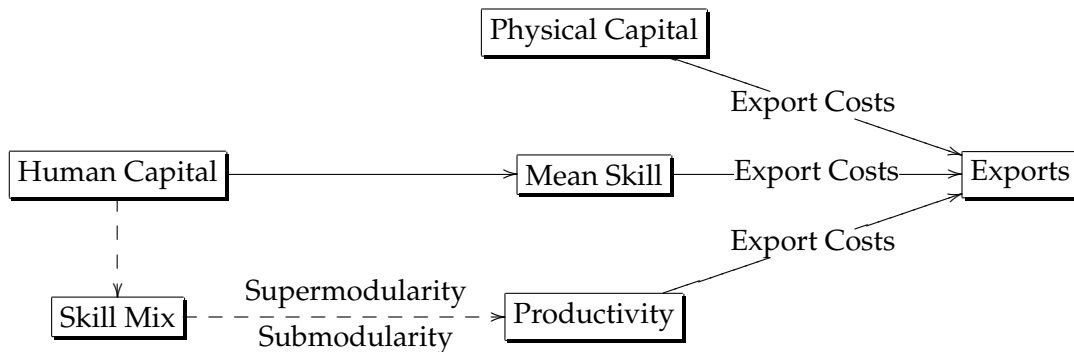 Physical Capital
Export Costs
Human Capital
Mean Skill
Export Costs
Exports
Export Costs
Supermodularity
Skill Mix
Productivity
Submodularity